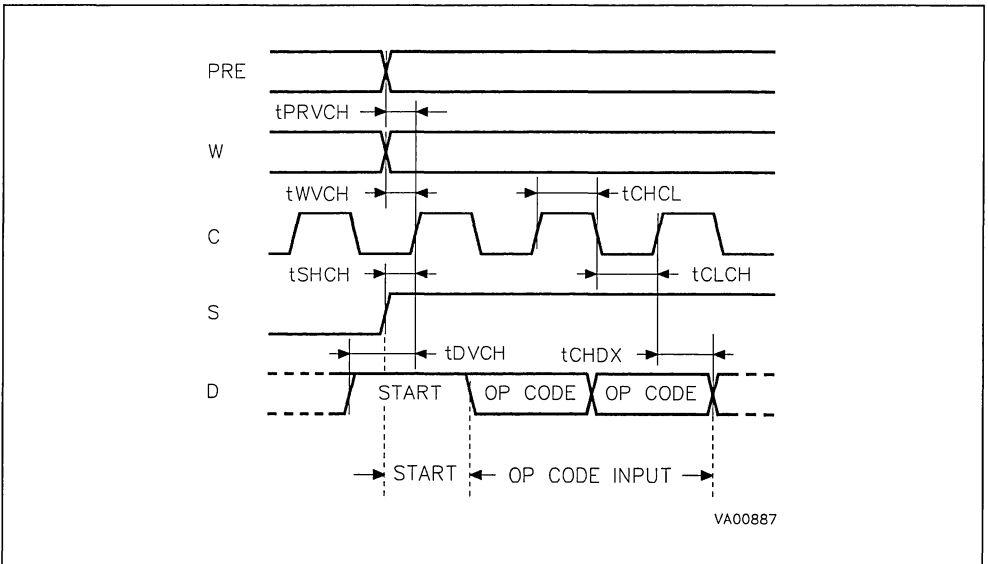 PRE
tPRVCH
W
tWVCH
tCHCL
C
tSHCH
tCLCH
S
tDVCH
tCHDX
D
START
OP CODE
OP CODE
START
OP CODE INPUT
VA00887